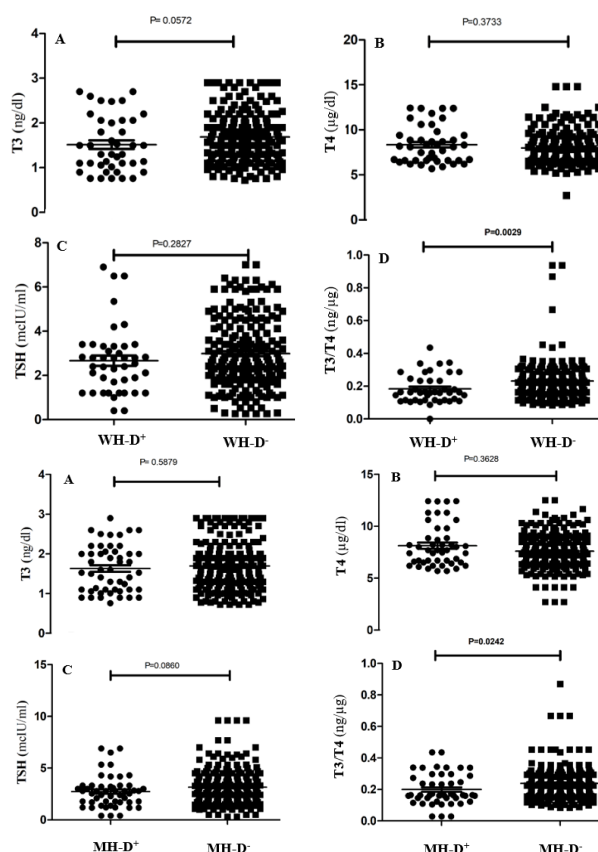 P= 0.0572
A
T3 (ng/dl)
4
3
2
1
0
P=0.3733
B
T4 (µg/dl)
20
15
10
5
0
P=0.2827
C
TSH (mcIU/ml)
8
6
4
2
0
WH-D⁺ WH-D⁻
P=0.0029
D
T3/T4 (ng/µg)
1.0
0.8
0.6
0.4
0.2
0.0
WH-D⁺ WH-D⁻
P= 0.5879
A
T3 (ng/dl)
4
3
2
1
0
P=0.3628
B
T4 (µg/dl)
15
10
5
0
P=0.0860
C
TSH (mcIU/ml)
15
10
5
0
MH-D⁺ MH-D⁻
P=0.0242
D
T3/T4 (ng/µg)
1.0
0.8
0.6
0.4
0.2
0.0
MH-D⁺ MH-D⁻